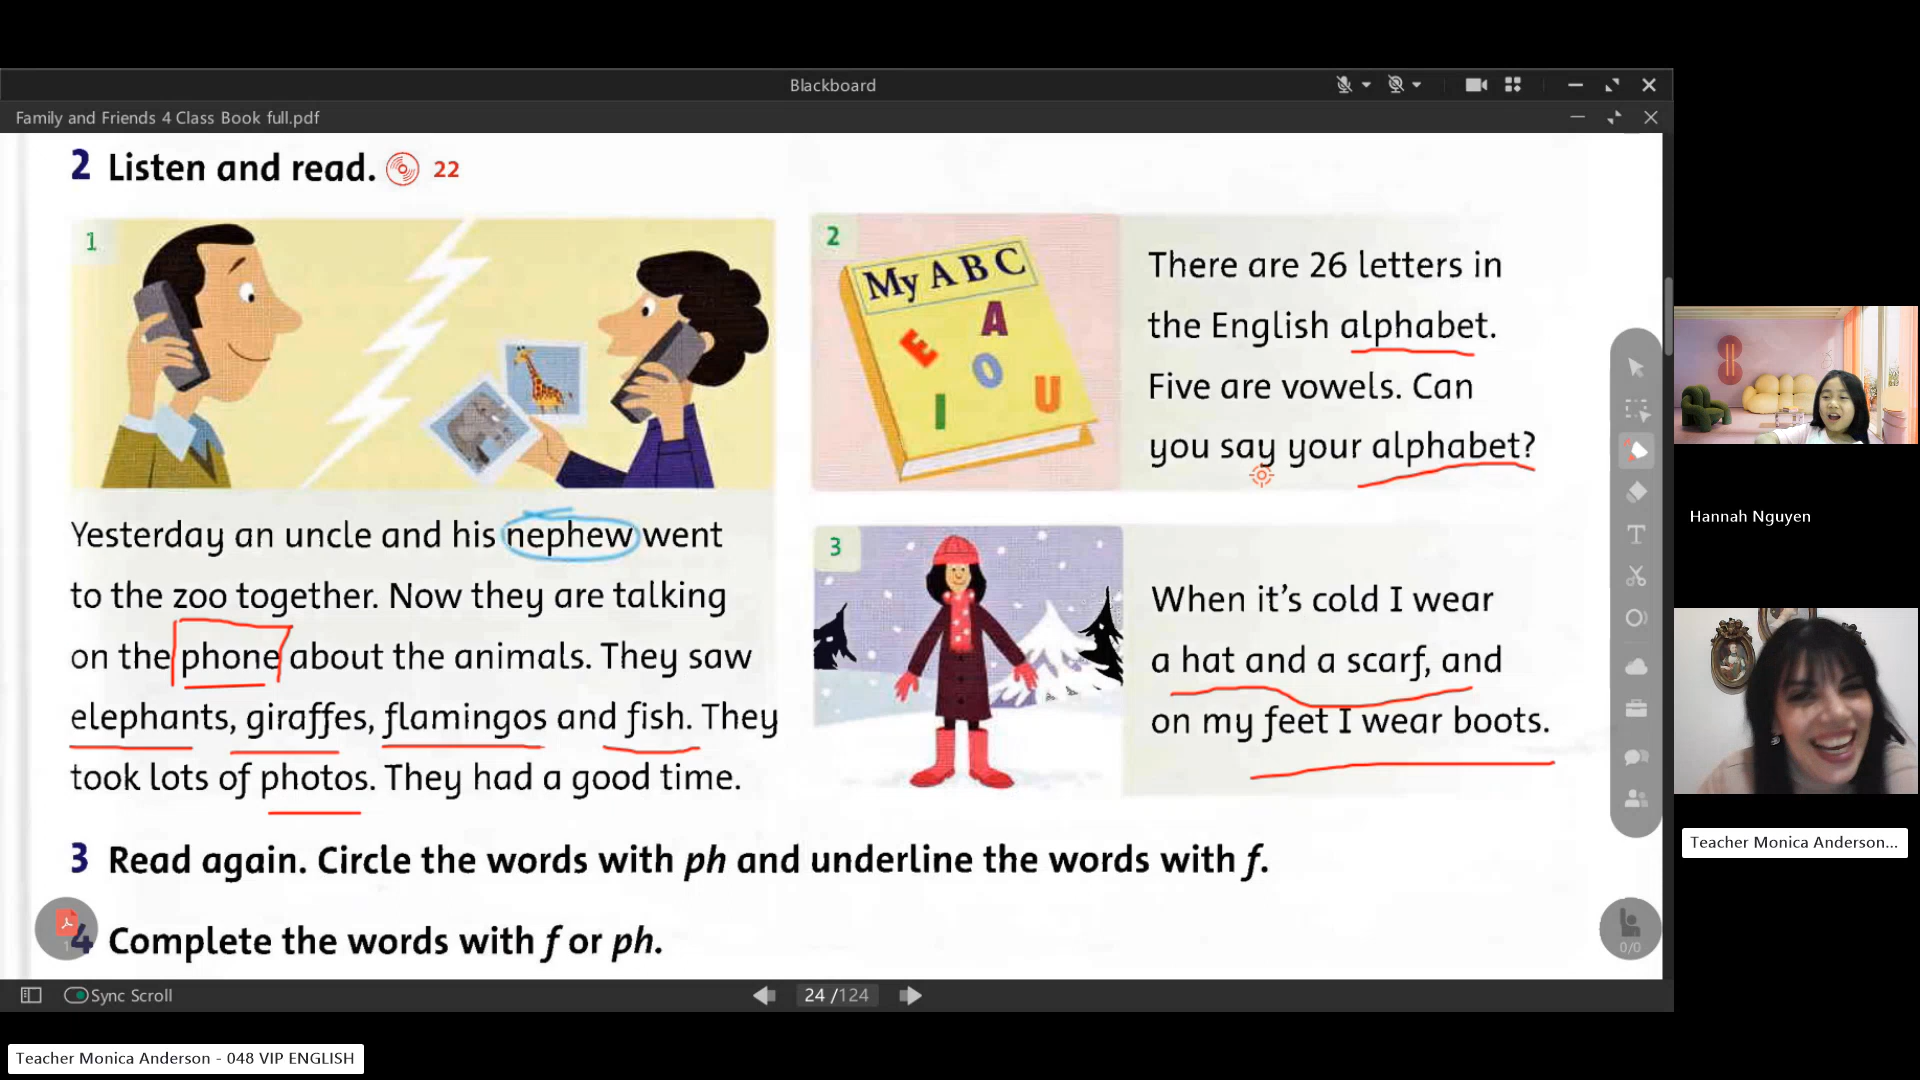 Blackboard
Family and Friends 4 Class Book full.pdf
2 Listen and read. 22
1
Yesterday an uncle and his nephew went
to the zoo together. Now they are talking
on the phone about the animals. They saw
elephants, giraffes, flamingos and fish. They
took lots of photos. They had a good time.
2
My A B C
E A O I U
There are 26 letters in
the English alphabet.
Five are vowels. Can
you say your alphabet?
3
When it's cold I wear
a hat and a scarf, and
on my feet I wear boots.
3 Read again. Circle the words with ph and underline the words with f.
4 Complete the words with f or ph.
T
0/0
Sync Scroll
24 /124
Hannah Nguyen
Teacher Monica Anderson...
Teacher Monica Anderson - 048 VIP ENGLISH